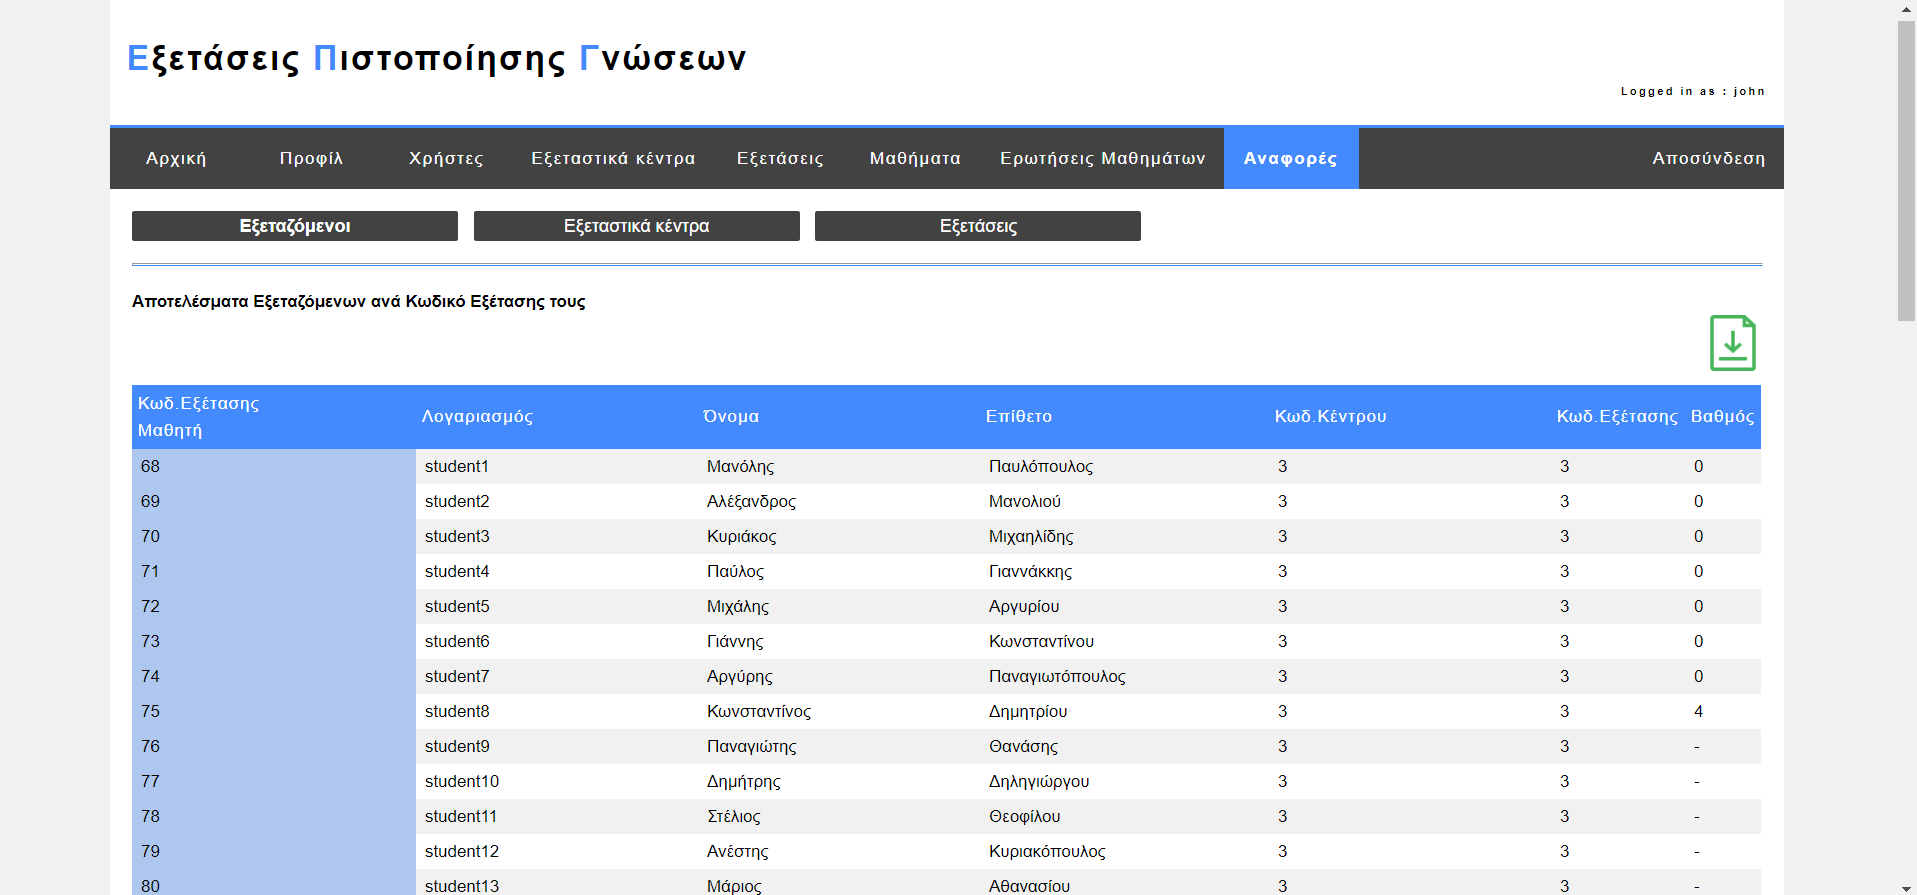 Εξετάσεις Πιστοποίησης Γνώσεων
Logged in as : john
Αρχική Προφίλ Χρήστες Εξεταστικά κέντρα Εξετάσεις Μαθήματα Ερωτήσεις Μαθημάτων Αναφορές Αποσύνδεση
Εξεταζόμενοι Εξεταστικά κέντρα Εξετάσεις
Αποτελέσματα Εξεταζόμενων ανά Κωδικό Εξέτασης τους
Κωδ.Εξέτασης Μαθητή Λογαριασμός Όνομα Επίθετο Κωδ.Κέντρου Κωδ.Εξέτασης Βαθμός
68 student1 Μανόλης Παυλόπουλος 3 3 0
69 student2 Αλέξανδρος Μανολιού 3 3 0
70 student3 Κυριάκος Μιχαηλίδης 3 3 0
71 student4 Παύλος Γιαννάκκης 3 3 0
72 student5 Μιχάλης Αργυρίου 3 3 0
73 student6 Γιάννης Κωνσταντίνου 3 3 0
74 student7 Αργύρης Παναγιωτόπουλος 3 3 0
75 student8 Κωνσταντίνος Δημητρίου 3 3 4
76 student9 Παναγιώτης Θανάσης 3 3 -
77 student10 Δημήτρης Δηληγιώργου 3 3 -
78 student11 Στέλιος Θεοφίλου 3 3 -
79 student12 Ανέστης Κυριακόπουλος 3 3 -
80 student13 Μάριος Αθανασίου 3 3 -